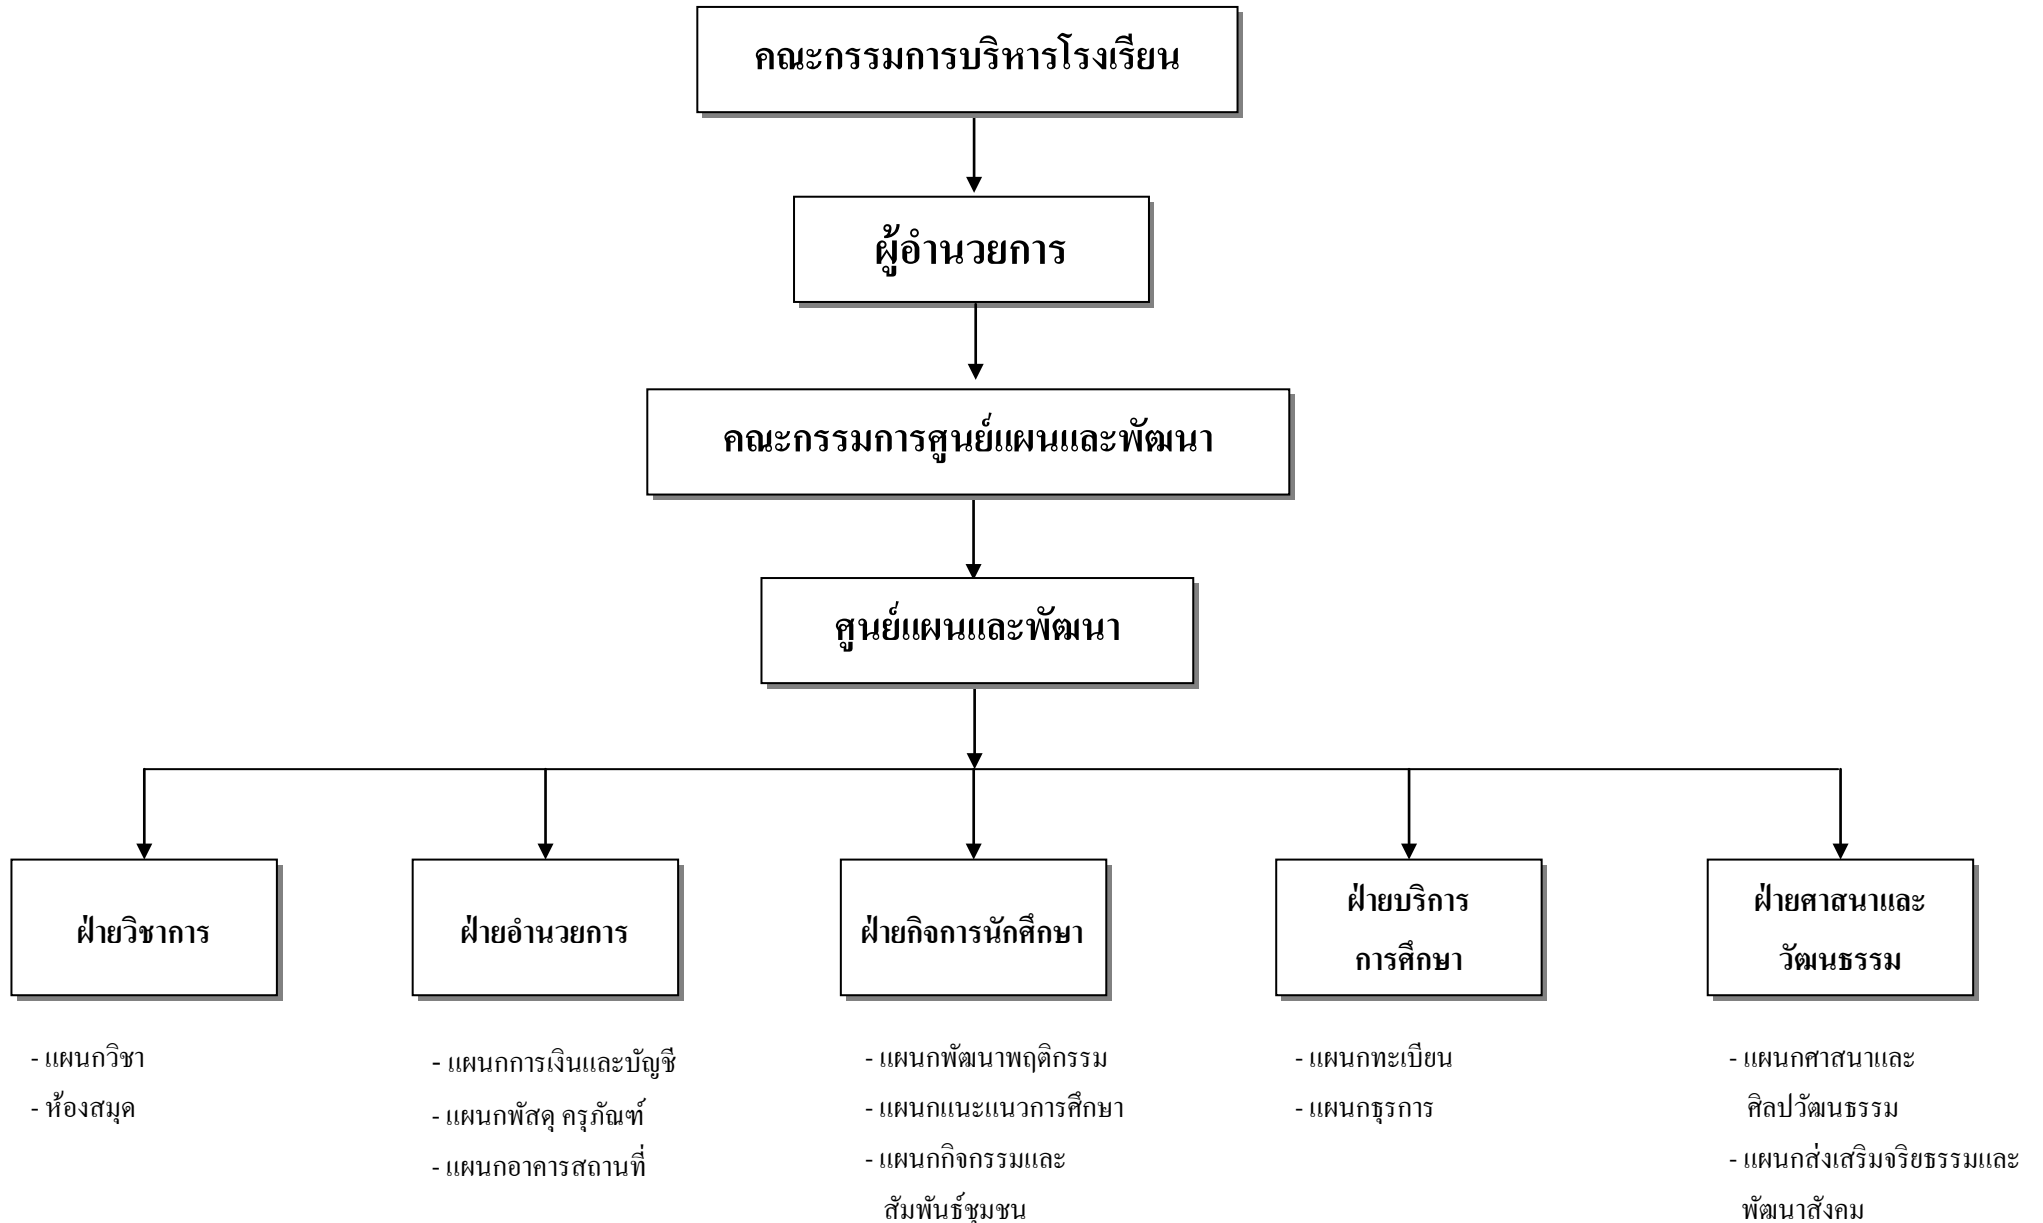 คณะกรรมการบริหารโรงเรียน
ผู้อำนวยการ
คณะกรรมการศูนย์แผนและพัฒนา
ศูนย์แผนและพัฒนา
ฝ่ายวิชาการ
- แผนกวิชา
- ห้องสมุด
ฝ่ายอำนวยการ
- แผนกการเงินและบัญชี
- แผนกพัสดุ ครุภัณฑ์
- แผนกอาคารสถานที่
ฝ่ายกิจการนักศึกษา
- แผนกพัฒนาพฤติกรรม
- แผนกแนะแนวการศึกษา
- แผนกกิจกรรมและ
สัมพันธ์ชุมชน
ฝ่ายบริการ
การศึกษา
- แผนกทะเบียน
- แผนกธุรการ
ฝ่ายศาสนาและ
วัฒนธรรม
- แผนกศาสนาและ
ศิลปวัฒนธรรม
- แผนกส่งเสริมจริยธรรมและ
พัฒนาสังคม